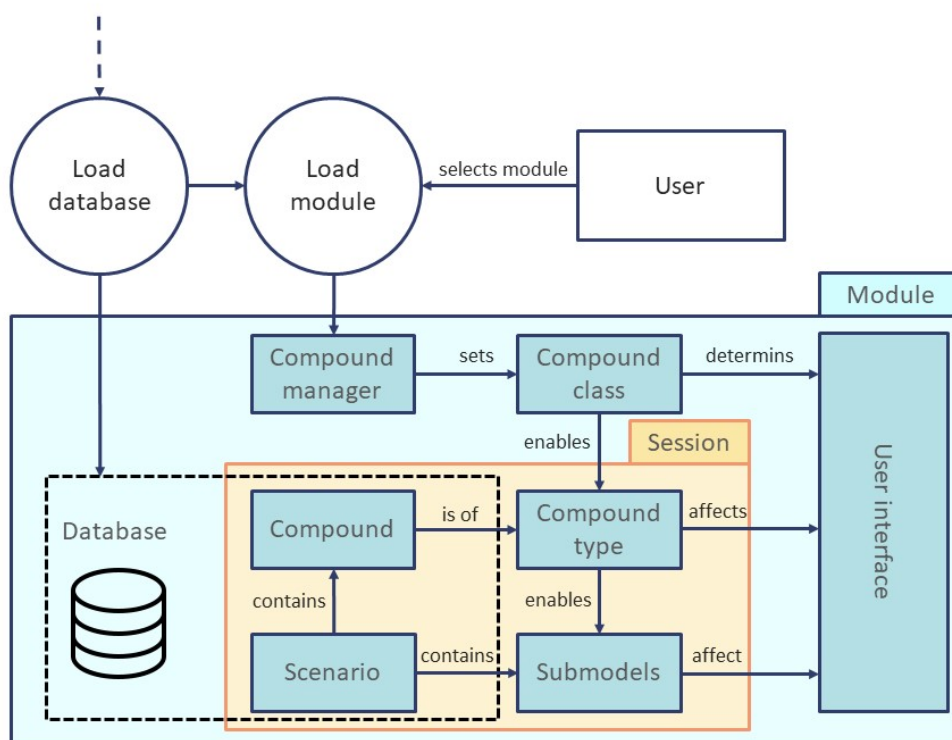 Load
database
Load
module
selects module
User
Module
Compound
manager
sets
Compound
class
determins
enables
Session
User interface
Database
Compound
is of
Compound
type
affects
contains
enables
Scenario
contains
Submodels
affect